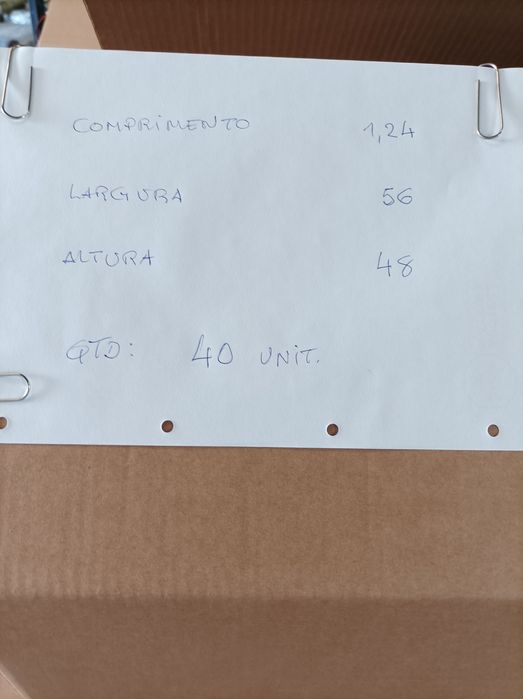 COMPRIMENTO 1,24
LARGURA 56
ALTURA 48
QTD: 40 UNIT.